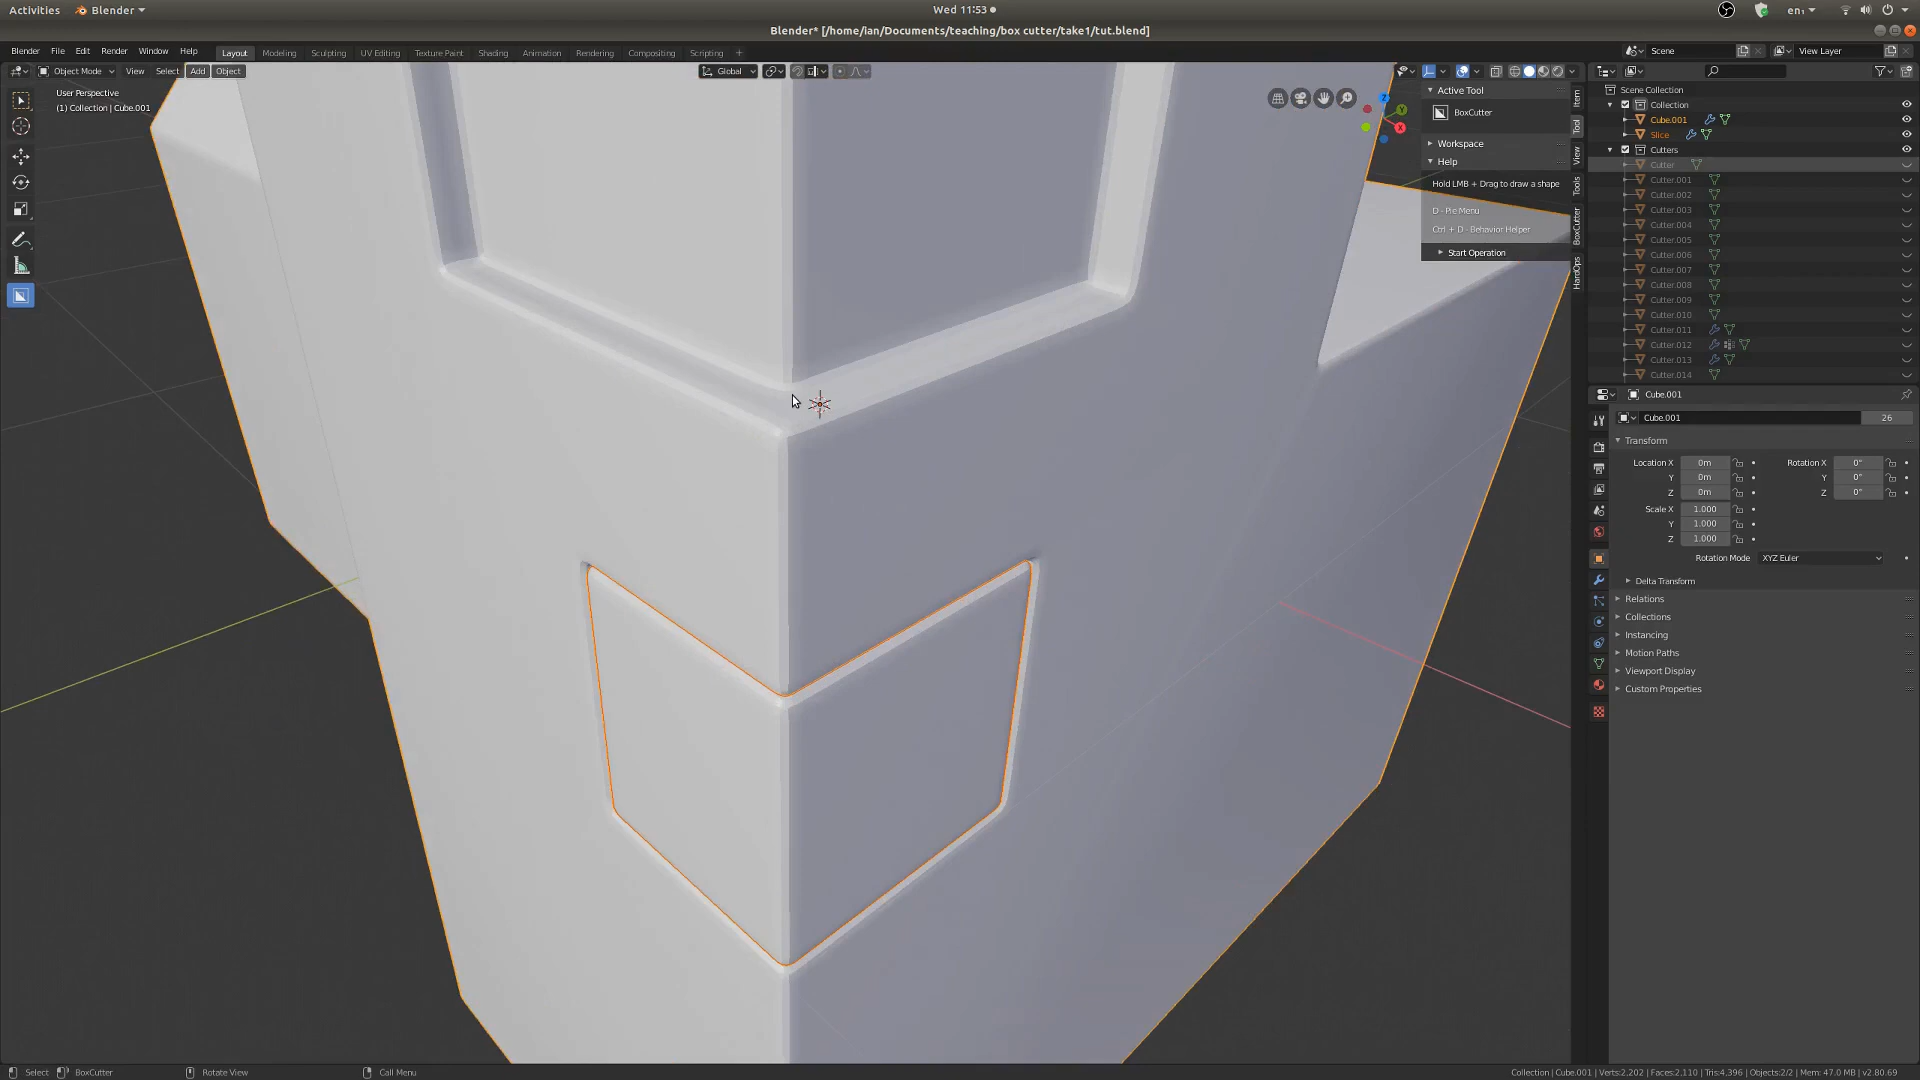 Activities
Blender
Wed 11:53
en₁
Blender* [/home/ian/Documents/teaching/box cutter/take1/tut.blend]
Blender File Edit Render Window Help
Layout Modeling Sculpting UV Editing Texture Paint Shading Animation Rendering Compositing Scripting +
Scene
View Layer
Object Mode View Select Add Object
Global
User Perspective
(1) Collection | Cube.001
Active Tool
BoxCutter
Workspace
Help
Hold LMB + Drag to draw a shape
D - Pie Menu
Ctrl + D - Behavior Helper
Start Operation
Item
Tool
View
Tools
BoxCutter
HardOps
Scene Collection
Collection
Cube.001
Slice
Cutters
Cutter
Cutter.001
Cutter.002
Cutter.003
Cutter.004
Cutter.005
Cutter.006
Cutter.007
Cutter.008
Cutter.009
Cutter.010
Cutter.011
Cutter.012
Cutter.013
Cutter.014
Cube.001
Cube.001 26
Transform
Location X 0m Rotation X 0°
Y 0m Y 0°
Z 0m Z 0°
Scale X 1.000
Y 1.000
Z 1.000
Rotation Mode XYZ Euler
Delta Transform
Relations
Collections
Instancing
Motion Paths
Viewport Display
Custom Properties
Select BoxCutter Rotate View Call Menu
Collection | Cube.001 | Verts:2,202 | Faces:2,110 | Tris:4,396 | Objects:2/2 | Mem: 47.0 MB | v2.80.69